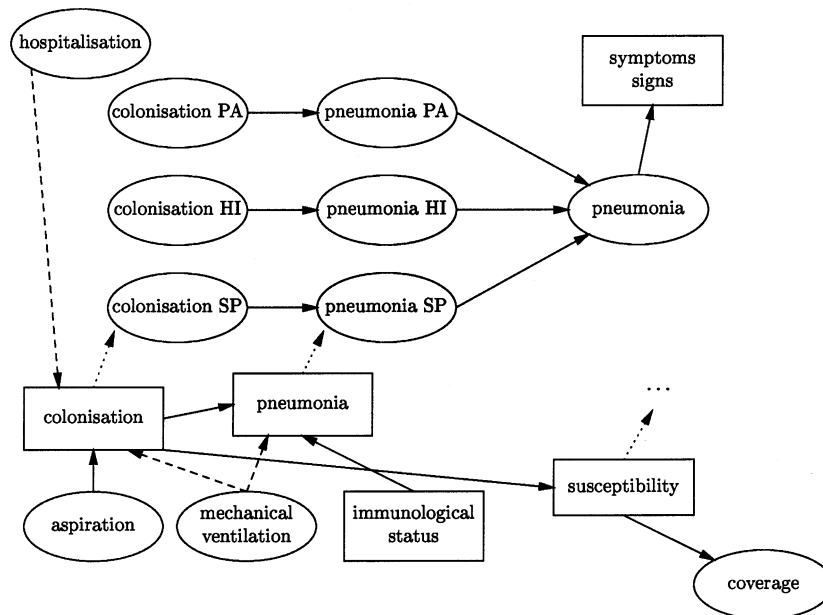 hospitalisation
symptoms
signs
colonisation PA
pneumonia PA
colonisation HI
pneumonia HI
pneumonia
colonisation SP
pneumonia SP
colonisation
pneumonia
...
susceptibility
aspiration
mechanical
ventilation
immunological
status
coverage